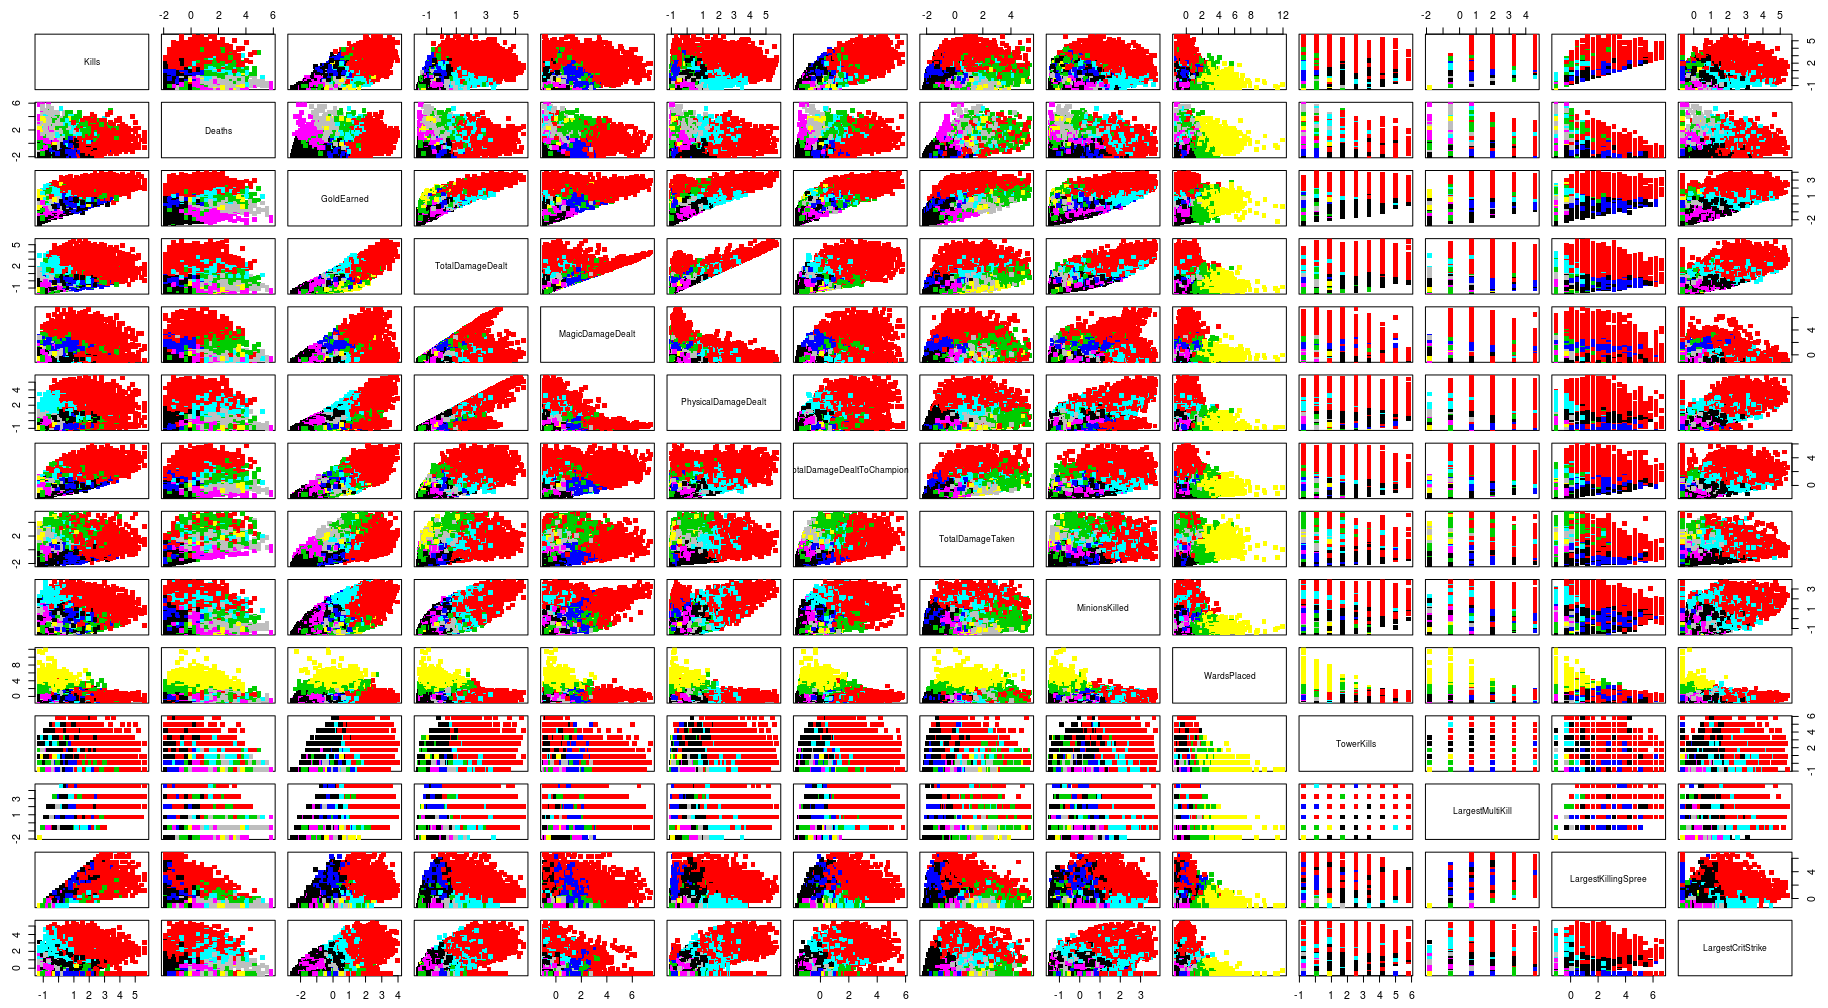 -1 1 2 3 4 5 -1 1 3 5 -1 1 2 3 4 5 -2 0 2 4 0 2 4 6 8 12 -2 0 2 4 0 1 2 3 4 5
Kills
-1 2 5
-2 2 6
Deaths
GoldEarned
-2 1 3
-1 2 5
TotalDamageDealt
MagicDamageDealt
0 4
-1 2 4
PhysicalDamageDealt
otalDamageDealtToChampion
0 4
-2 2
TotalDamageTaken
MinionsKilled
-1 1 3
0 4 8
WardsPlaced
TowerKills
-1 2 4 6
-2 1 3
LargestMultiKill
LargestKillingSpree
0 4
0 2 4
LargestCritStrike
-1 1 2 3 4 5 -2 0 2 4 6 -2 0 1 2 3 4 0 2 4 6 0 2 4 6 -1 0 1 2 3 -1 1 2 3 4 5 6 0 2 4 6